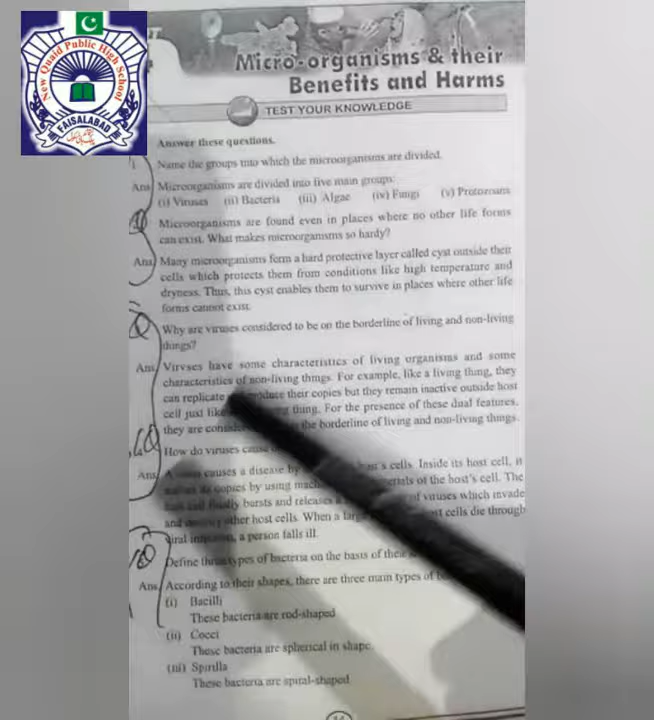 New Quaid Public High School
FAISALABAD
Micro-organisms & their
Benefits and Harms
TEST YOUR KNOWLEDGE
Answer these questions.
Name the groups into which the microorganisms are divided.
Ans Microorganisms are divided into five main groups:
(i) Viruses (ii) Bacteria (iii) Algae (iv) Fungi (v) Protozoans
Microorganisms are found even in places where no other life forms
can exist. What makes microorganisms so hardy?
Ans Many microorganisms form a hard protective layer called cyst outside their
cells which protects them from conditions like high temperature and
dryness. Thus, this cyst enables them to survive in places where other life
forms cannot exist.
Why are viruses considered to be on the borderline of living and non-living
things?
Ans Viruses have some characteristics of living organisms and some
characteristics of non-living things. For example, like a living thing, they
can replicate their copies but they remain inactive outside host
cell just thing. For the presence of these dual features,
they are the borderline of living and non-living things.
How do viruses cause
Ans causes a disease by cells. Inside its host cell, it
copies by using of the host's cell. The
bursts and releases of viruses which invade
and other host cells. When a cells die through
a person falls ill.
Define three types of bacteria on the basis of their
Ans According to their shapes, there are three main types of
(i) Bacilli
These bacteria are rod-shaped
(ii) Cocci
These bacteria are spherical in shape.
(iii) Spirilla
These bacteria are spiral-shaped